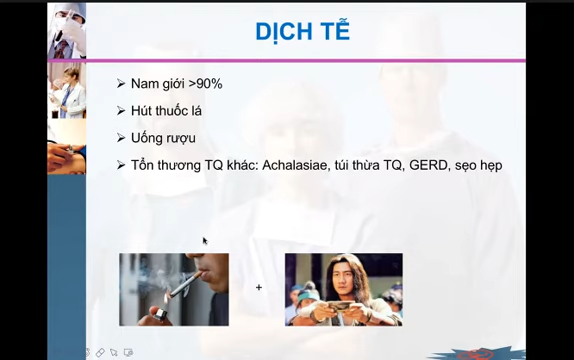 DỊCH TỄ
Nam giới >90%
Hút thuốc lá
Uống rượu
Tổn thương TQ khác: Achalasiae, túi thừa TQ, GERD, sẹo hẹp
+